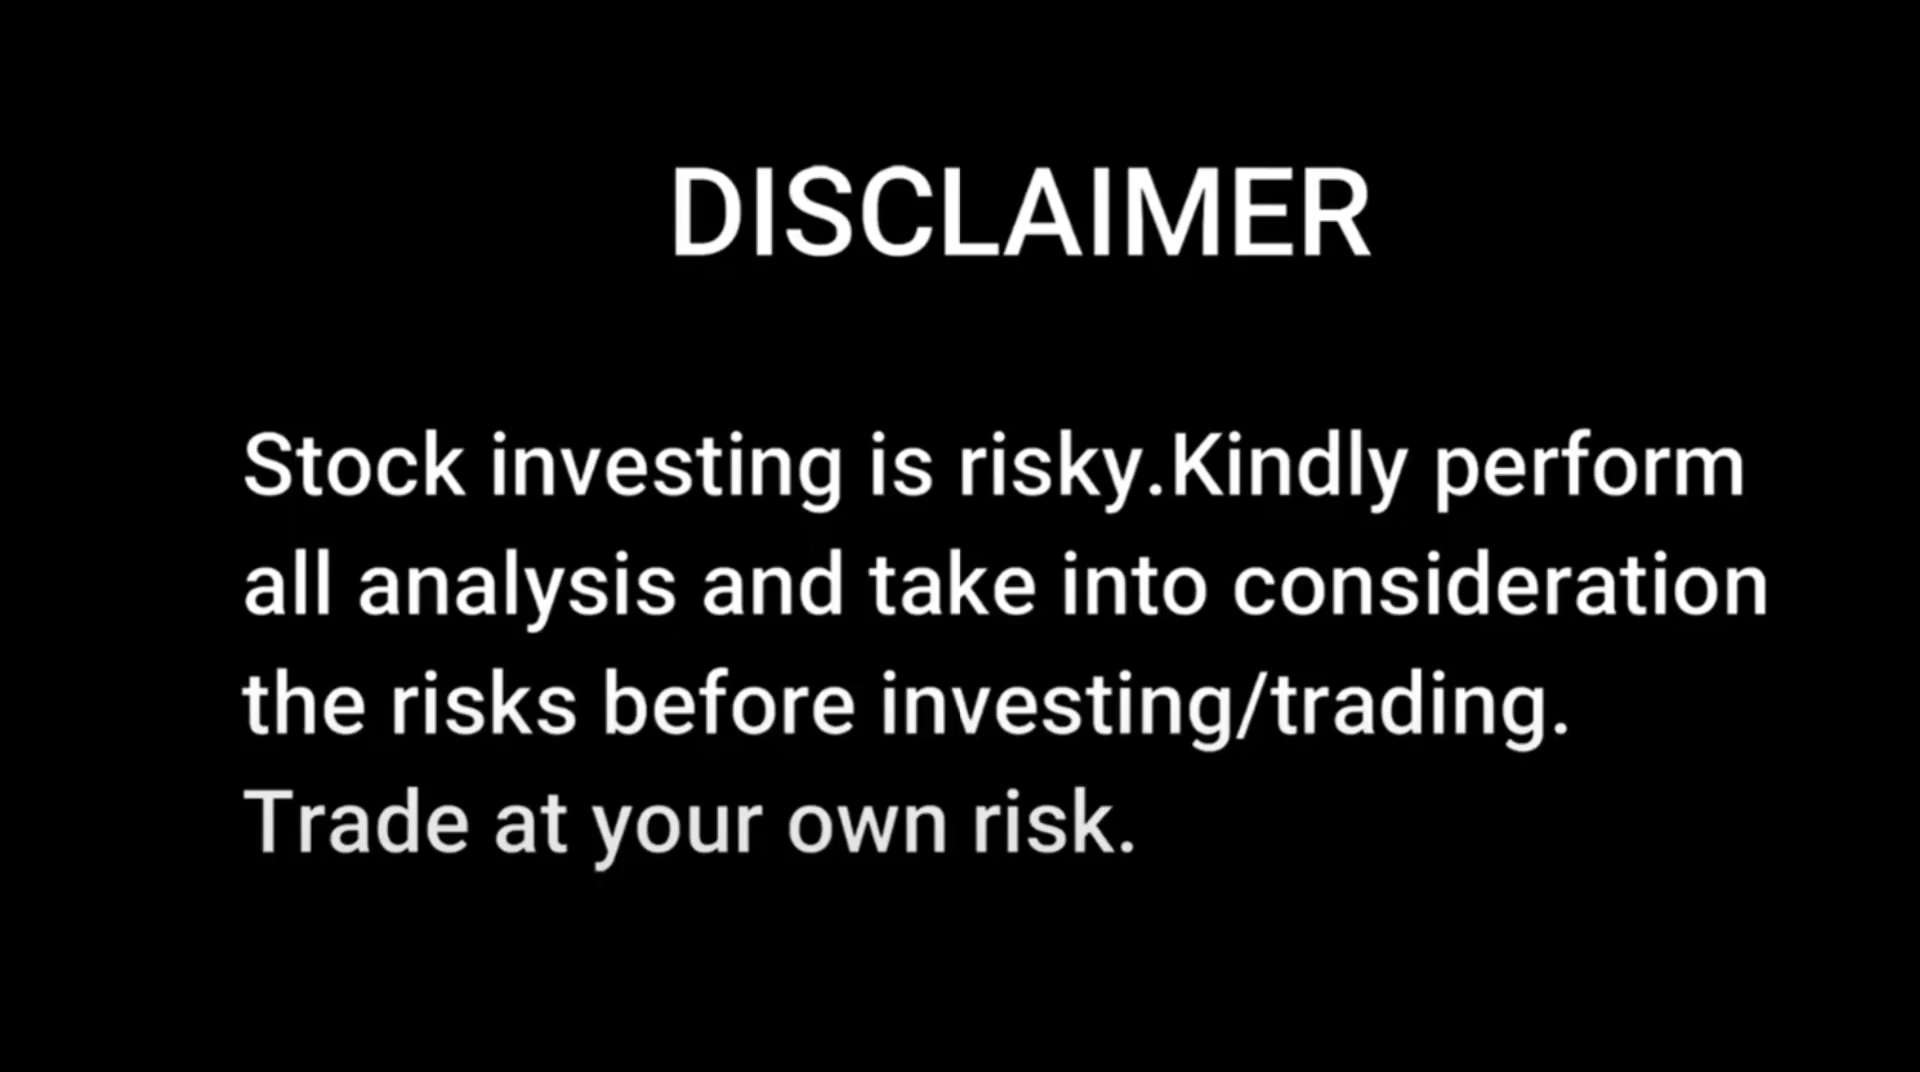 DISCLAIMER
Stock investing is risky.Kindly perform
all analysis and take into consideration
the risks before investing/trading.
Trade at your own risk.